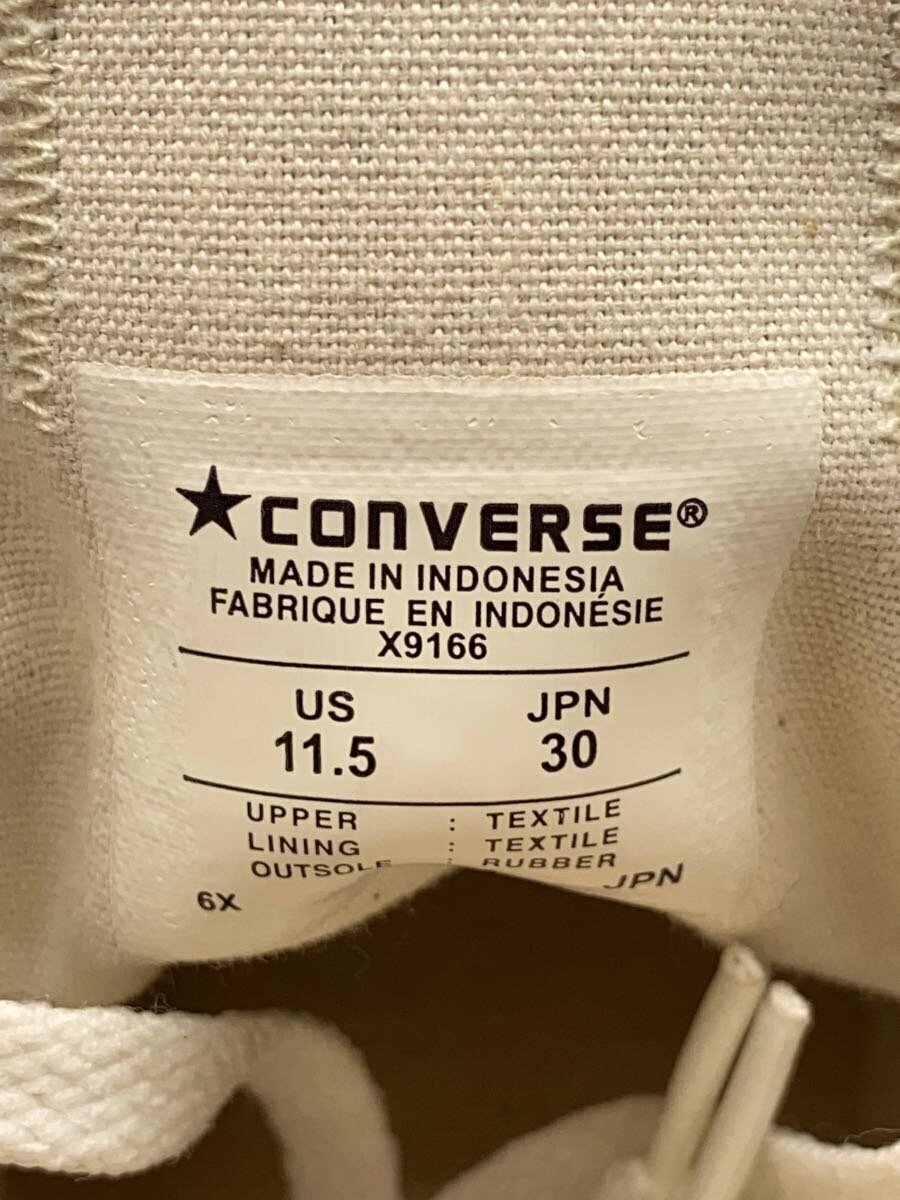 ★CONVERSE®
MADE IN INDONESIA
FABRIQUE EN INDONÉSIE
X9166
US JPN
11.5 30
UPPER : TEXTILE
LINING : TEXTILE
OUTSOLE : RUBBER
6X JPN